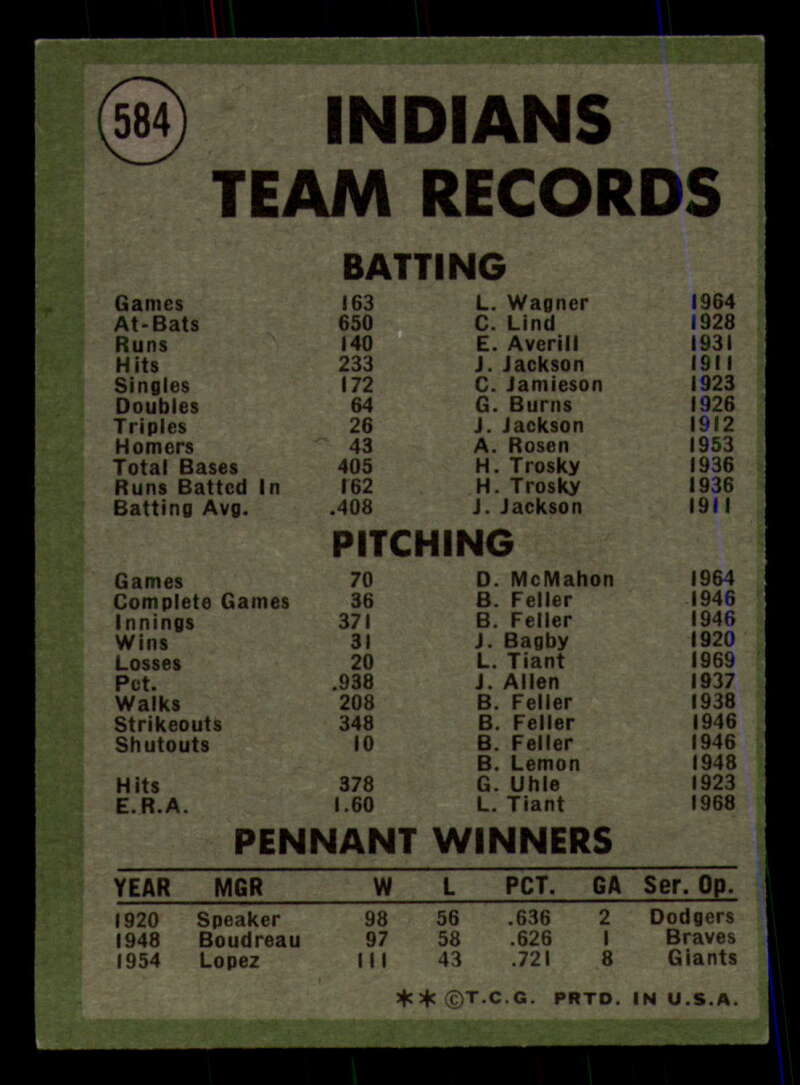 584
INDIANS
TEAM RECORDS
BATTING
Games 163 L. Wagner 1964
At-Bats 650 C. Lind 1928
Runs 140 E. Averill 1931
Hits 233 J. Jackson 1911
Singles 172 C. Jamieson 1923
Doubles 64 G. Burns 1926
Triples 26 J. Jackson 1912
Homers 43 A. Rosen 1953
Total Bases 405 H. Trosky 1936
Runs Batted In 162 H. Trosky 1936
Batting Avg. .408 J. Jackson 1911
PITCHING
Games 70 D. McMahon 1964
Complete Games 36 B. Feller 1946
Innings 371 B. Feller 1946
Wins 31 J. Bagby 1920
Losses 20 L. Tiant 1969
Pct. .938 J. Allen 1937
Walks 208 B. Feller 1938
Strikeouts 348 B. Feller 1946
Shutouts 10 B. Feller 1946
B. Lemon 1948
Hits 378 G. Uhle 1923
E.R.A. 1.60 L. Tiant 1968
PENNANT WINNERS
YEAR MGR W L PCT. GA Ser. Op.
1920 Speaker 98 56 .636 2 Dodgers
1948 Boudreau 97 58 .626 1 Braves
1954 Lopez 111 43 .721 8 Giants
** ©T.C.G. PRTD. IN U.S.A.